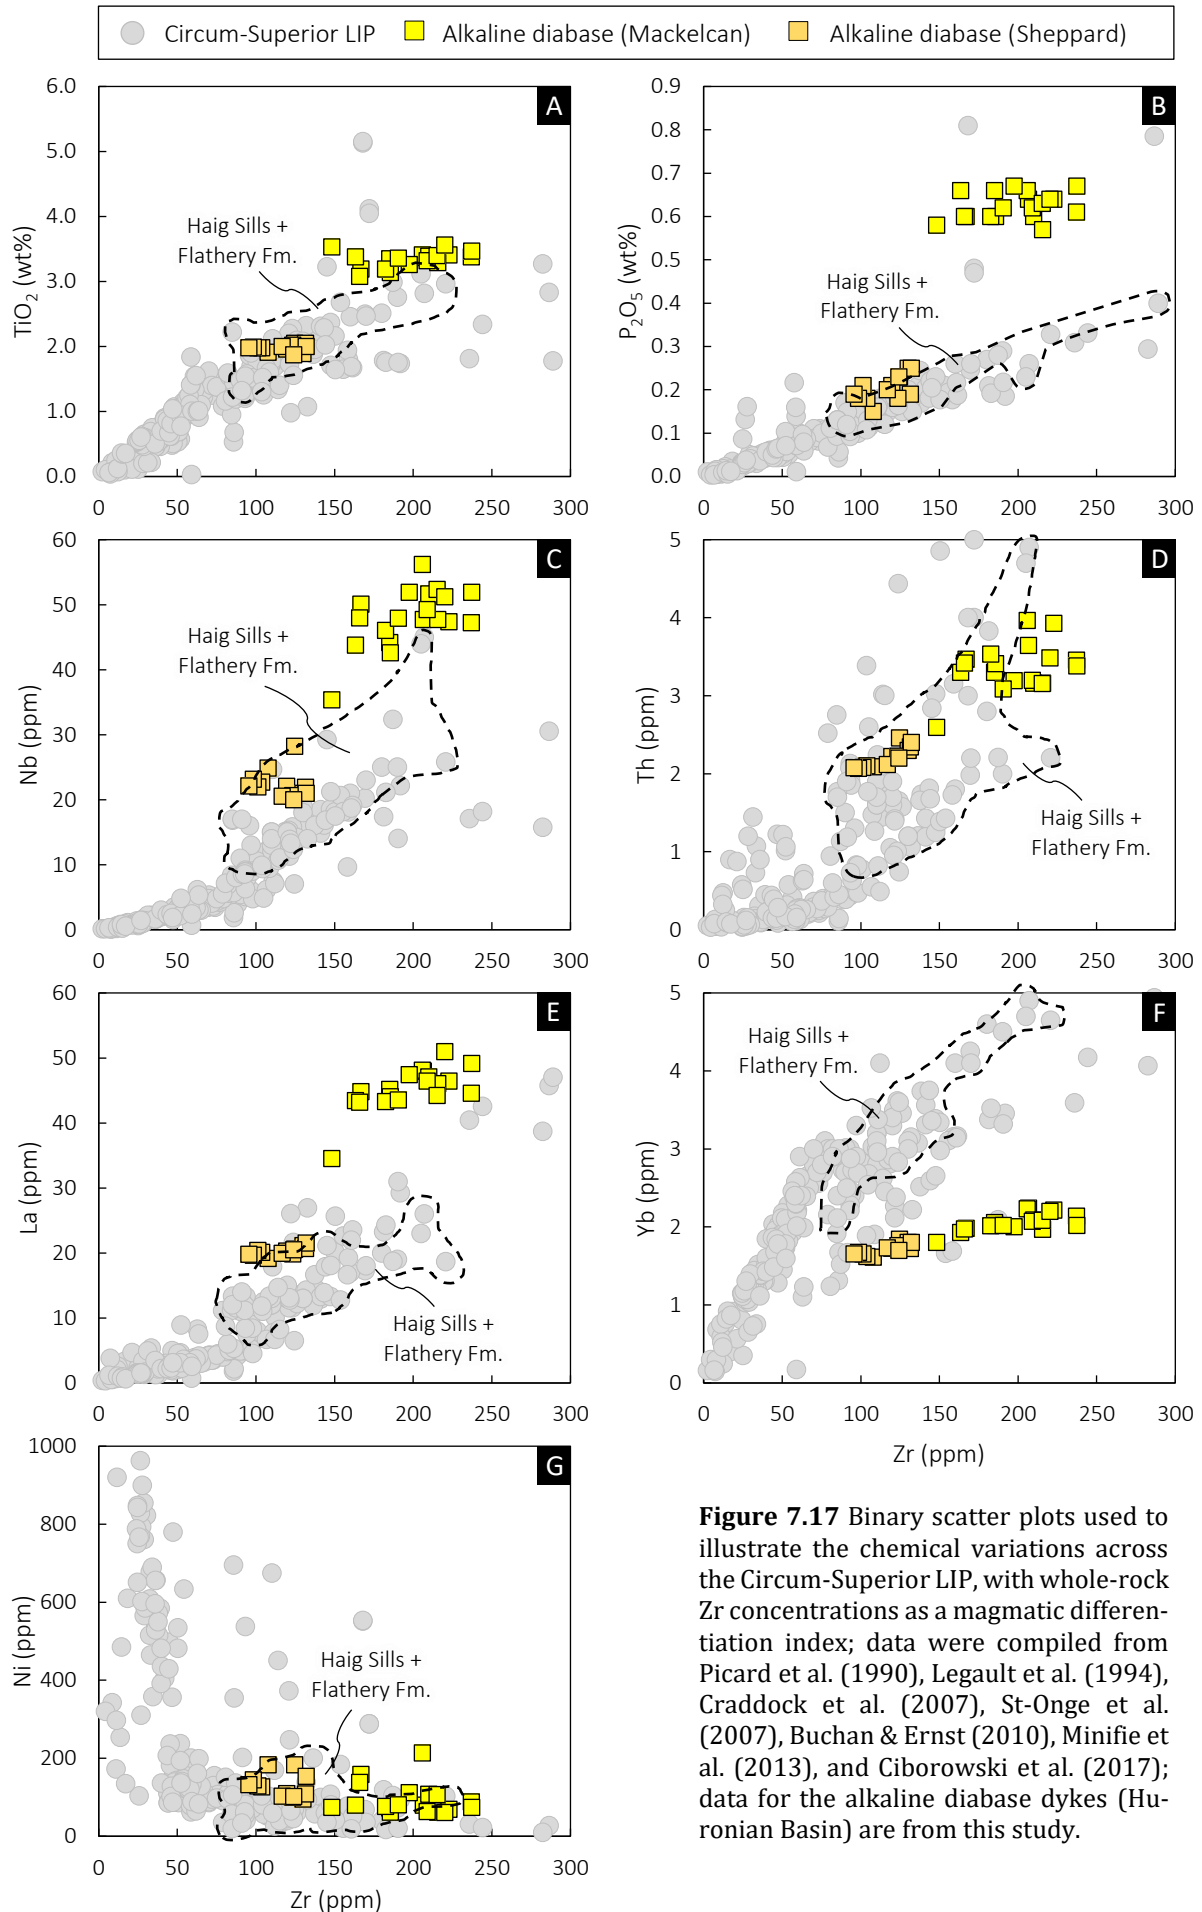 Circum-Superior LIP Alkaline diabase (Mackelcan) Alkaline diabase (Sheppard)
A
6.0
5.0
4.0
3.0
2.0
1.0
0.0
TiO2 (wt%)
Haig Sills +
Flathery Fm.
0 50 100 150 200 250 300
B
0.9
0.8
0.7
0.6
0.5
0.4
0.3
0.2
0.1
0.0
P2O5 (wt%)
Haig Sills +
Flathery Fm.
0 50 100 150 200 250 300
C
60
50
40
30
20
10
0
Nb (ppm)
Haig Sills +
Flathery Fm.
0 50 100 150 200 250 300
D
5
4
3
2
1
0
Th (ppm)
Haig Sills +
Flathery Fm.
0 50 100 150 200 250 300
E
60
50
40
30
20
10
0
La (ppm)
Haig Sills +
Flathery Fm.
0 50 100 150 200 250 300
F
5
4
3
2
1
0
Yb (ppm)
Haig Sills +
Flathery Fm.
0 50 100 150 200 250 300
Zr (ppm)
G
1000
800
600
400
200
0
Ni (ppm)
Haig Sills +
Flathery Fm.
0 50 100 150 200 250 300
Zr (ppm)
Figure 7.17 Binary scatter plots used to
illustrate the chemical variations across
the Circum-Superior LIP, with whole-rock
Zr concentrations as a magmatic differen-
tiation index; data were compiled from
Picard et al. (1990), Legault et al. (1994),
Craddock et al. (2007), St-Onge et al.
(2007), Buchan & Ernst (2010), Minifie et
al. (2013), and Ciborowski et al. (2017);
data for the alkaline diabase dykes (Hu-
ronian Basin) are from this study.